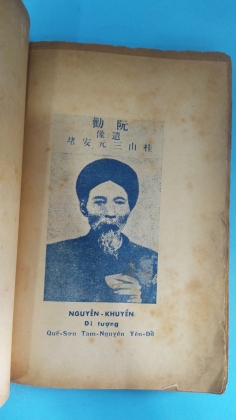 勸 阮
像 遺
堵 安 元 三 山 桂
NGUYỄN - KHUYẾN
Di tượng
Quế-Sơn Tam-Nguyên Yên-Đỗ